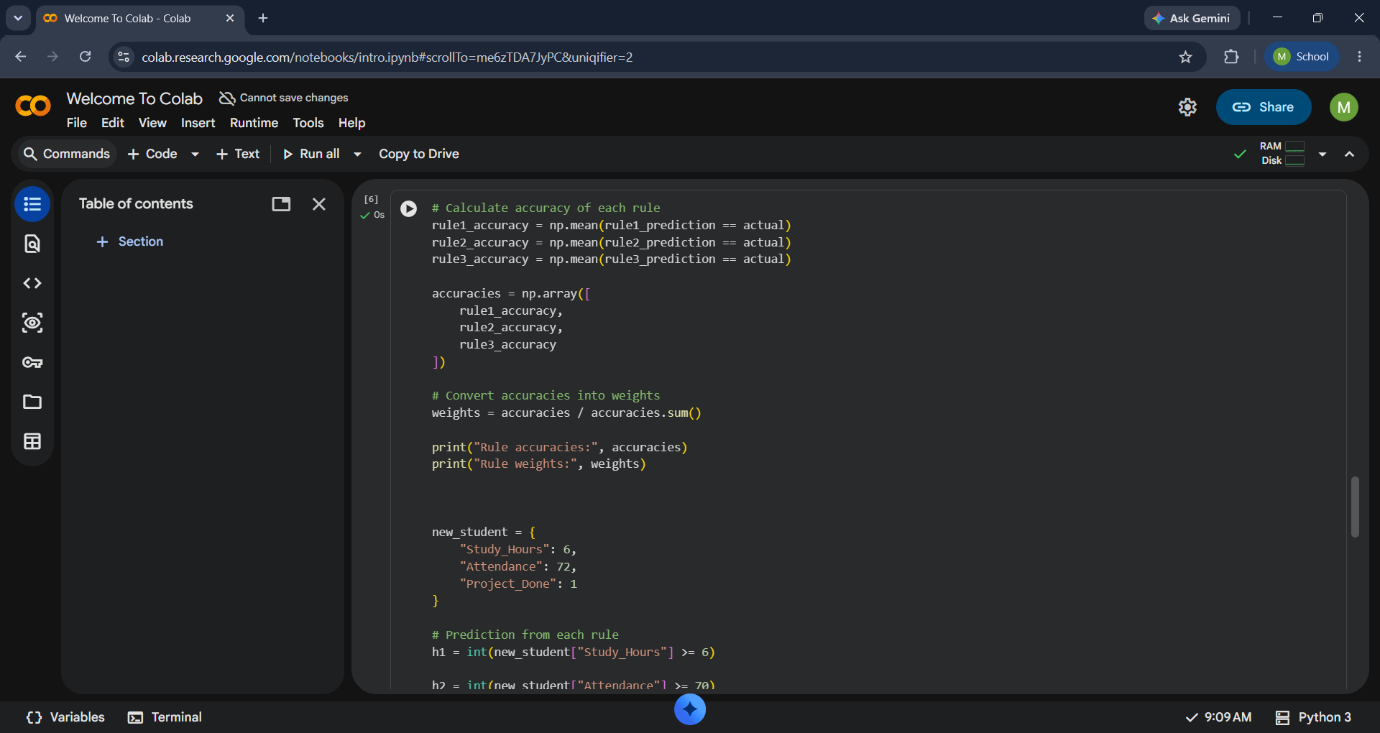 Welcome To Colab - Colab
Ask Gemini
colab.research.google.com/notebooks/intro.ipynb#scrollTo=me6zTDA7JyPC&uniqifier=2
M School
Welcome To Colab
Cannot save changes
File Edit View Insert Runtime Tools Help
Share
M
Commands + Code + Text Run all Copy to Drive
RAM
Disk
Table of contents
+ Section
[6]
0s
# Calculate accuracy of each rule
rule1_accuracy = np.mean(rule1_prediction == actual)
rule2_accuracy = np.mean(rule2_prediction == actual)
rule3_accuracy = np.mean(rule3_prediction == actual)
accuracies = np.array([
    rule1_accuracy,
    rule2_accuracy,
    rule3_accuracy
])
# Convert accuracies into weights
weights = accuracies / accuracies.sum()
print("Rule accuracies:", accuracies)
print("Rule weights:", weights)
new_student = {
    "Study_Hours": 6,
    "Attendance": 72,
    "Project_Done": 1
}
# Prediction from each rule
h1 = int(new_student["Study_Hours"] >= 6)
h2 = int(new_student["Attendance"] >= 70)
{} Variables
Terminal
9:09 AM
Python 3